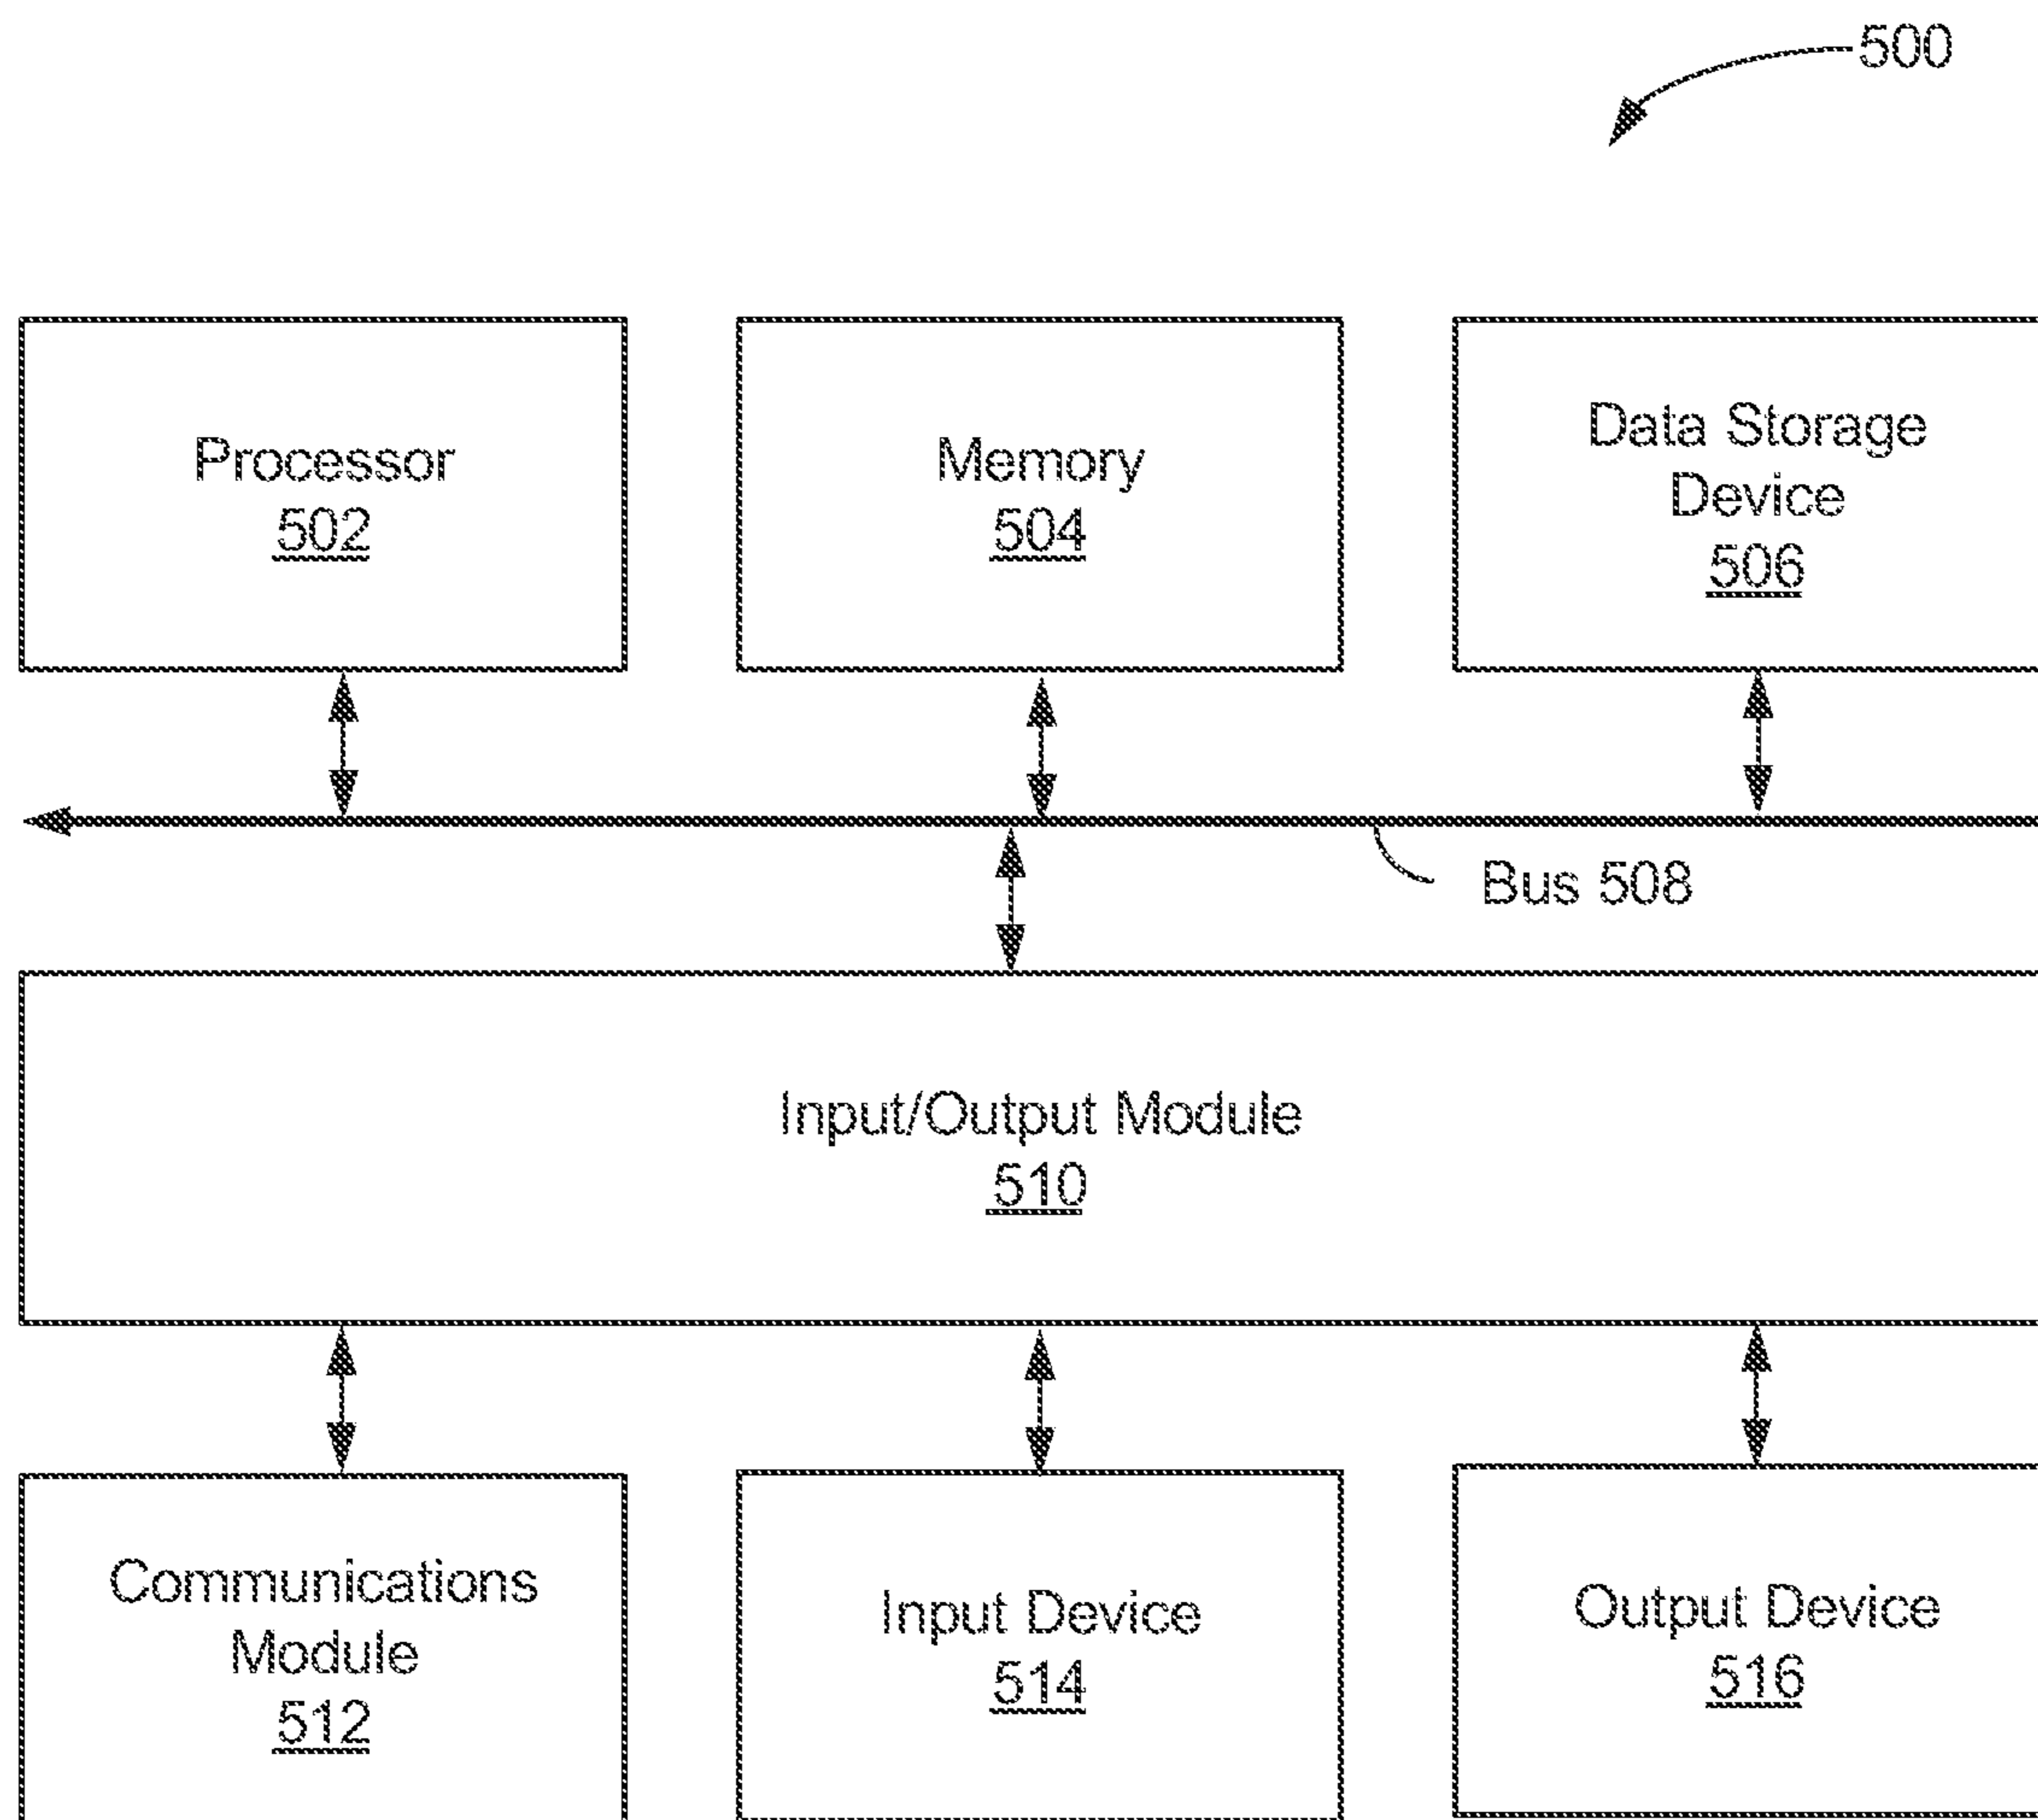 500
Processor
502
Memory
504
Data Storage
Device
506
Bus 508
Input/Output Module
510
Communications
Module
512
Input Device
514
Output Device
516